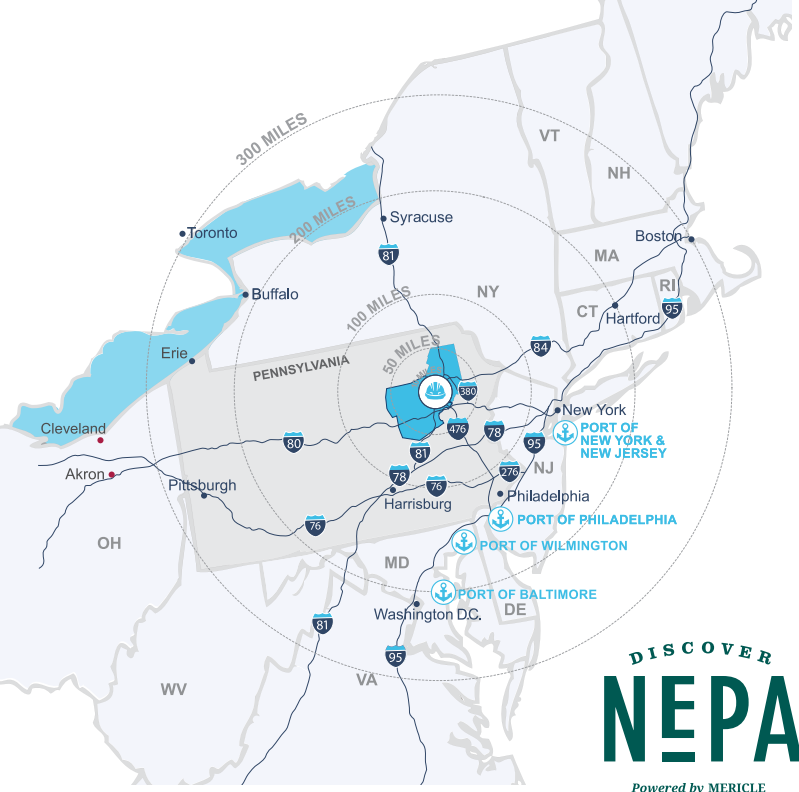 300 MILES
VT
NH
200 MILES
Toronto
Syracuse
Boston
81
MA
Buffalo
100 MILES
NY
RI
CT
95
Hartford
50 MILES
84
Erie
PENNSYLVANIA
380
New York
Cleveland
476
78
PORT OF
NEW YORK &
NEW JERSEY
80
95
81
Akron
78
276
NJ
Pittsburgh
76
Harrisburg
Philadelphia
76
PORT OF PHILADELPHIA
OH
PORT OF WILMINGTON
MD
PORT OF BALTIMORE
Washington D.C.
DE
81
95
WV
VA
DISCOVER
NEPA
Powered by MERICLE